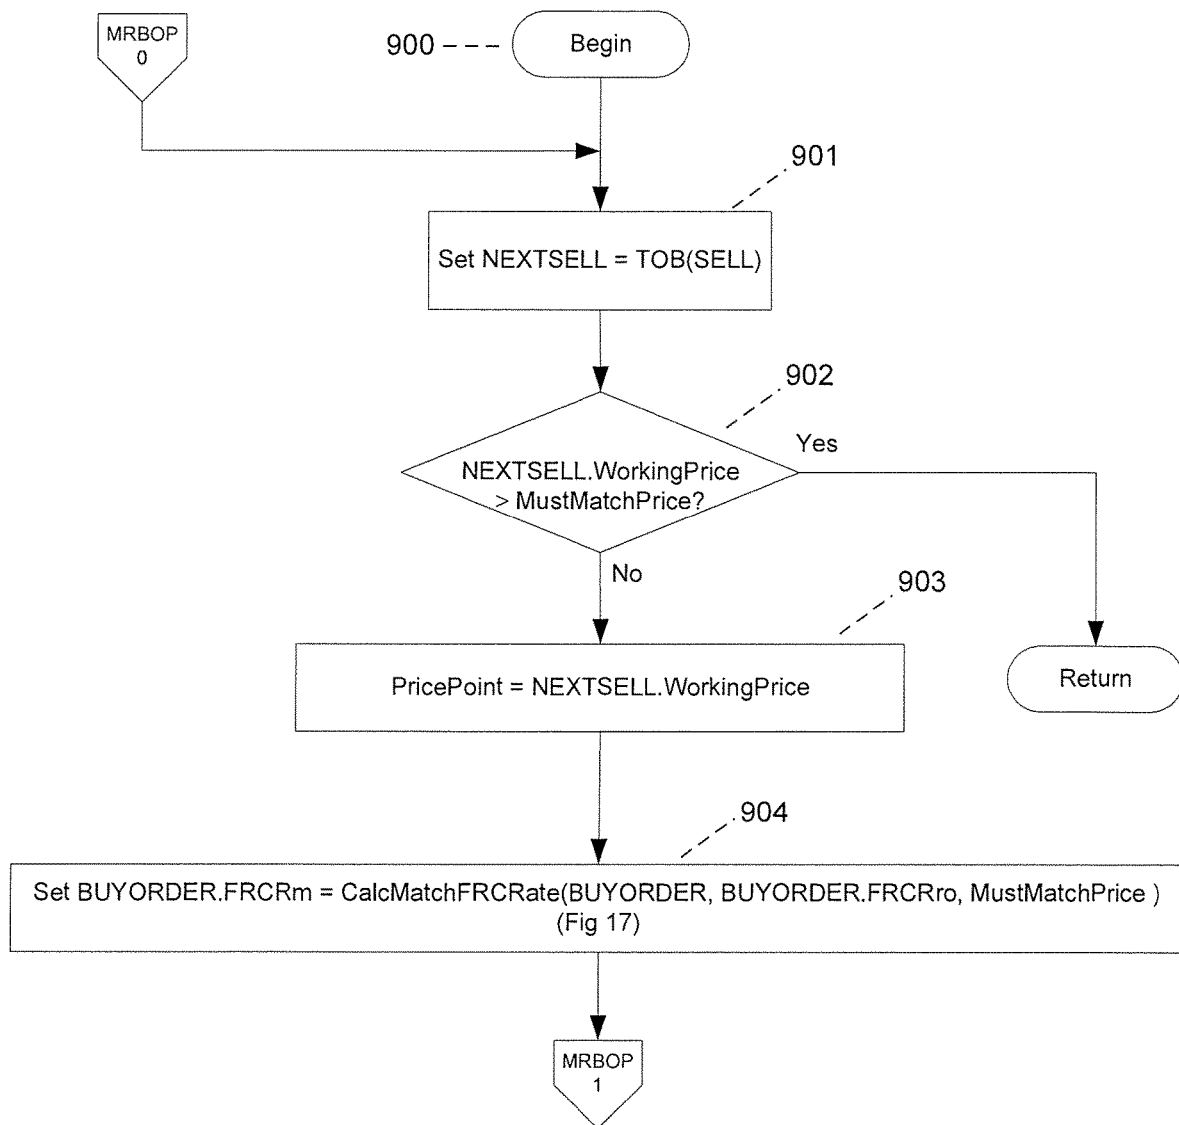 MRBOP
0
900
Begin
901
Set NEXTSELL = TOB(SELL)
902
Yes
NEXTSELL.WorkingPrice
> MustMatchPrice?
No
903
PricePoint = NEXTSELL.WorkingPrice
Return
904
Set BUYORDER.FRCRm = CalcMatchFRCRate(BUYORDER, BUYORDER.FRCRro, MustMatchPrice )
(Fig 17)
MRBOP
1